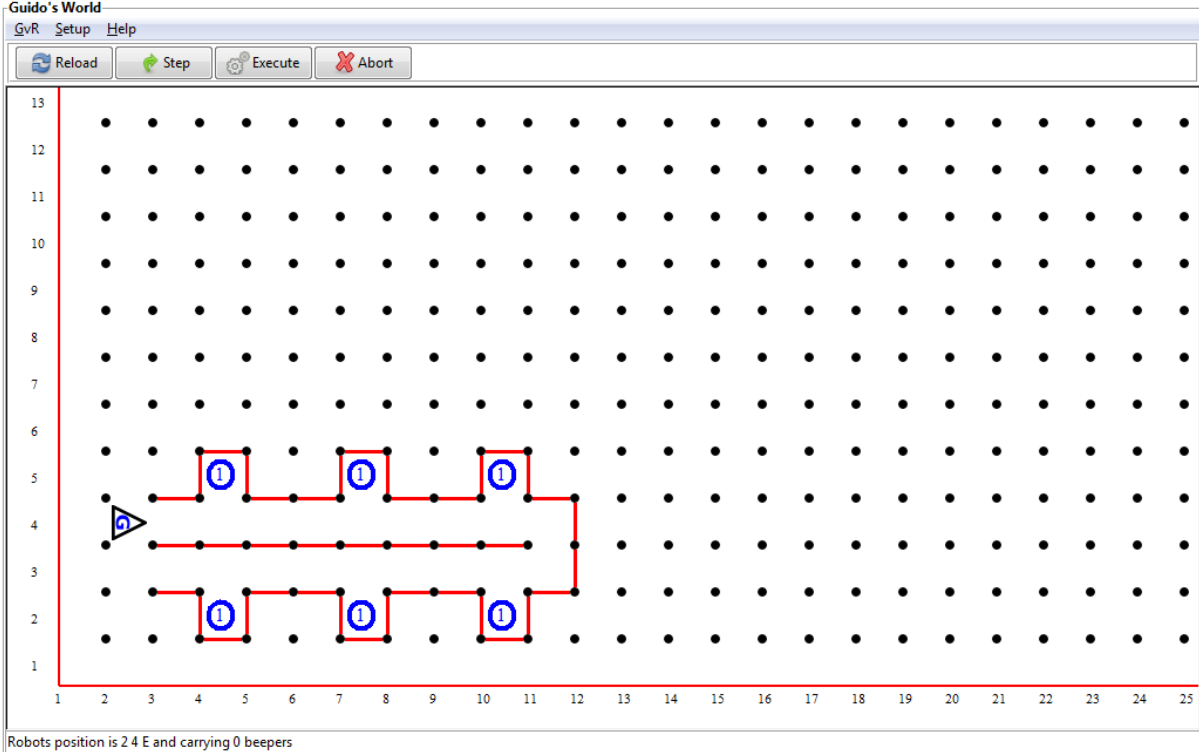 Guido's World
GvR Setup Help
Reload Step Execute Abort
13
12
11
10
9
8
7
6
5 1 1 1
4 G
3
2 1 1 1
1
1 2 3 4 5 6 7 8 9 10 11 12 13 14 15 16 17 18 19 20 21 22 23 24 25
Robots position is 2 4 E and carrying 0 beepers